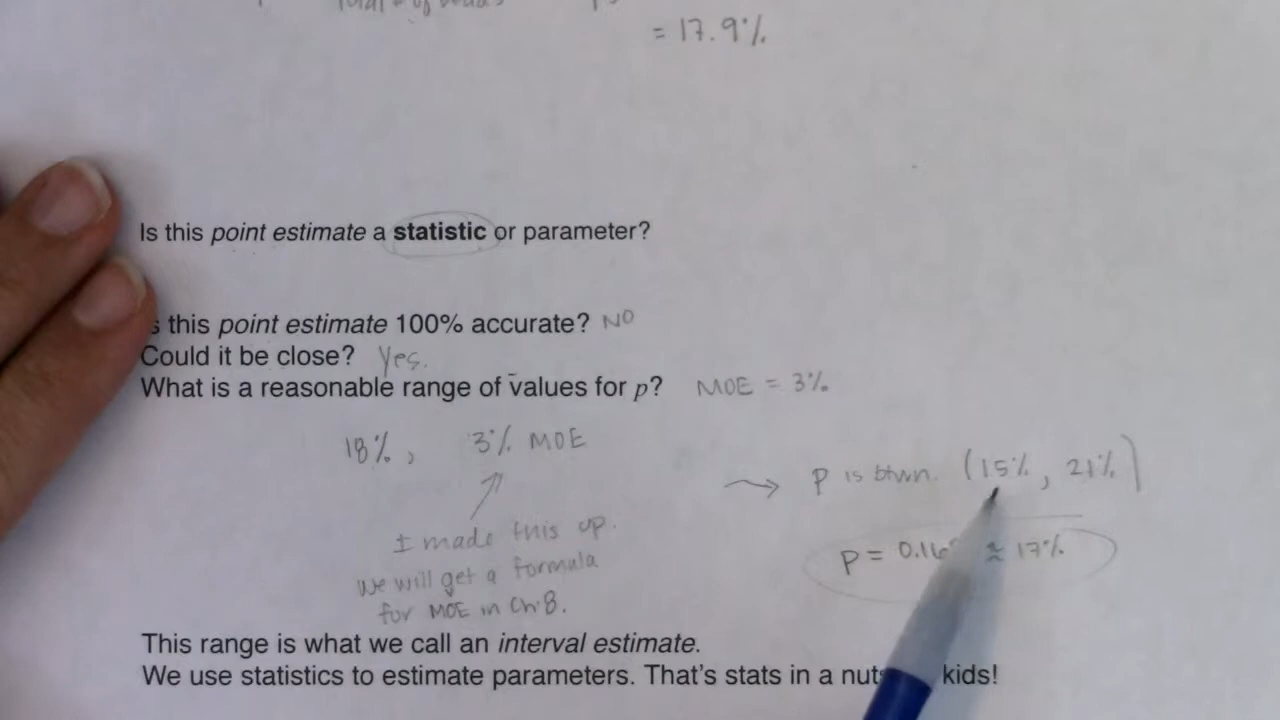 = 17.9%
Is this point estimate a statistic or parameter?
this point estimate 100% accurate? NO
Could it be close? Yes.
What is a reasonable range of values for p? MOE = 3%
18%, 3% MOE
P is btwn. (15%, 21%)
I made this up.
P = 0.16 ≈ 17%
We will get a formula
for MOE in Ch.8.
This range is what we call an interval estimate.
We use statistics to estimate parameters. That's stats in a nut kids!